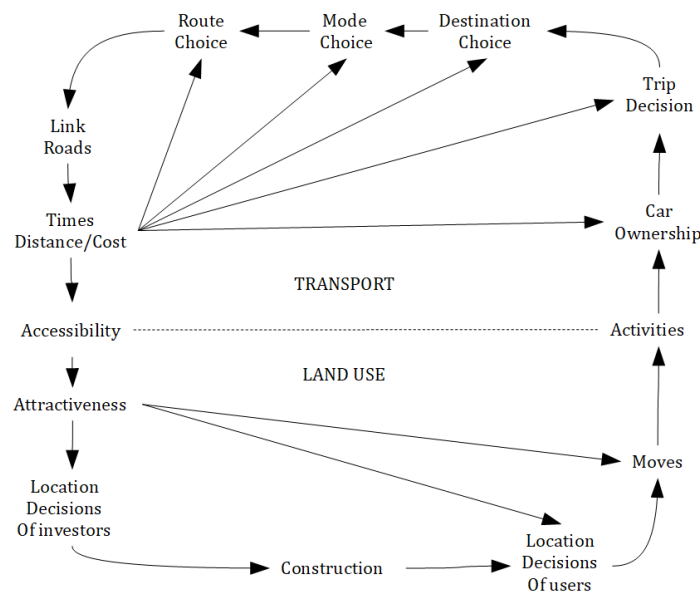 Route
Choice
Mode
Choice
Destination
Choice
Trip
Decision
Link
Roads
Times
Distance/Cost
Car
Ownership
TRANSPORT
Accessibility
Activities
LAND USE
Attractiveness
Moves
Location
Decisions
Of investors
Construction
Location
Decisions
Of users